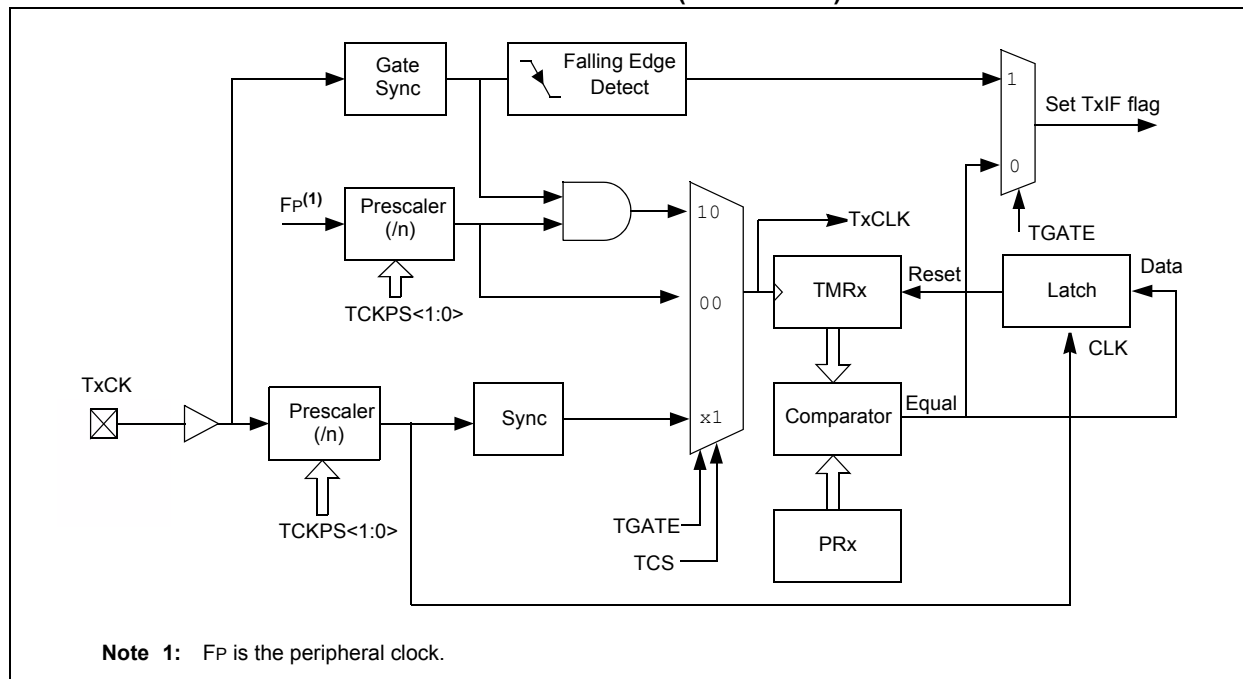 Gate
Sync
Falling Edge
Detect
1
Set TxIF flag
0
FP(1)
Prescaler
(/n)
10
TxCLK
TGATE
Reset
Data
TMRx
Latch
00
TCKPS<1:0>
CLK
TxCK
Prescaler
(/n)
Sync
x1
Comparator
Equal
TGATE
TCKPS<1:0>
PRx
TCS
Note 1: FP is the peripheral clock.